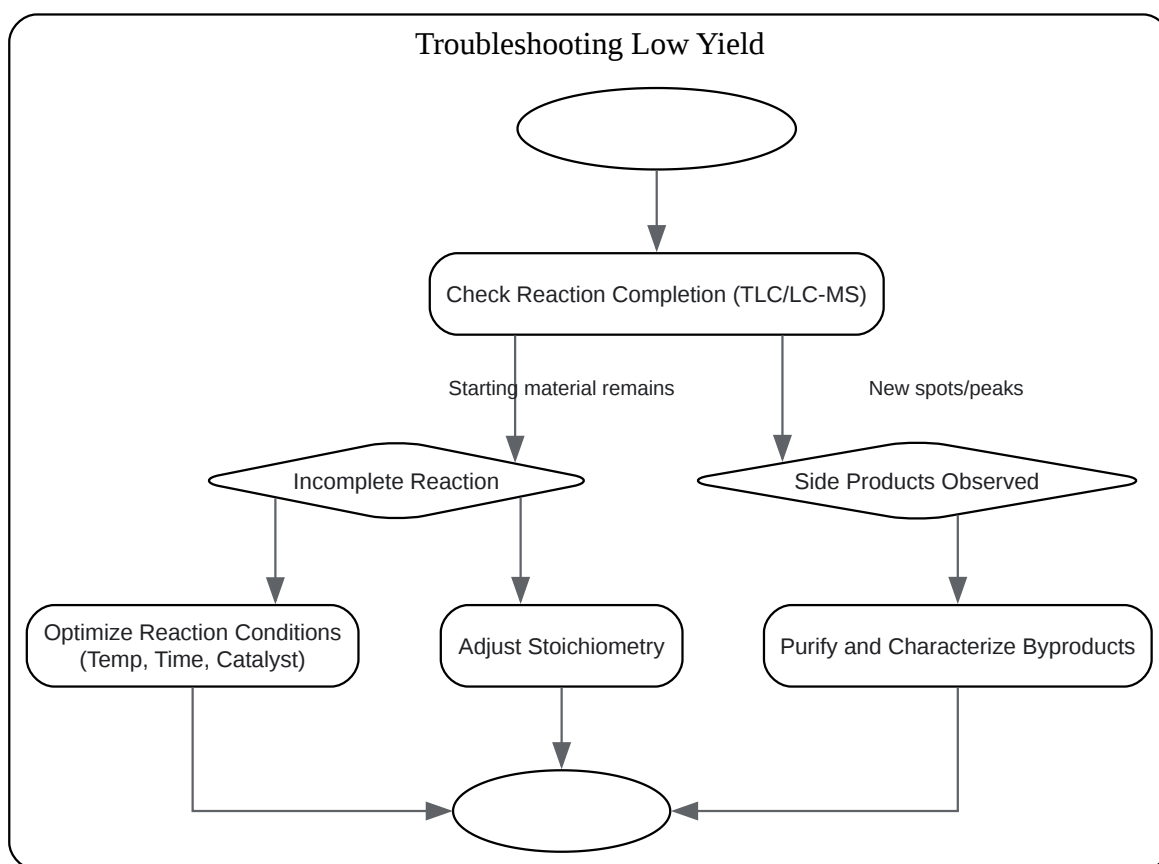 Troubleshooting Low Yield
Check Reaction Completion (TLC/LC-MS)
Starting material remains
New spots/peaks
Incomplete Reaction
Side Products Observed
Optimize Reaction Conditions
(Temp, Time, Catalyst)
Adjust Stoichiometry
Purify and Characterize Byproducts